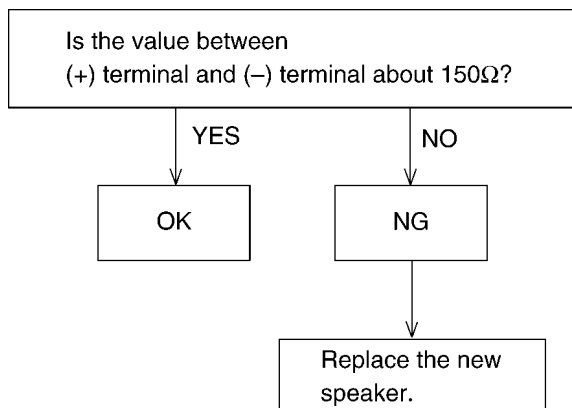 Is the value between
(+) terminal and (–) terminal about 150Ω?
YES
NO
OK
NG
Replace the new
speaker.